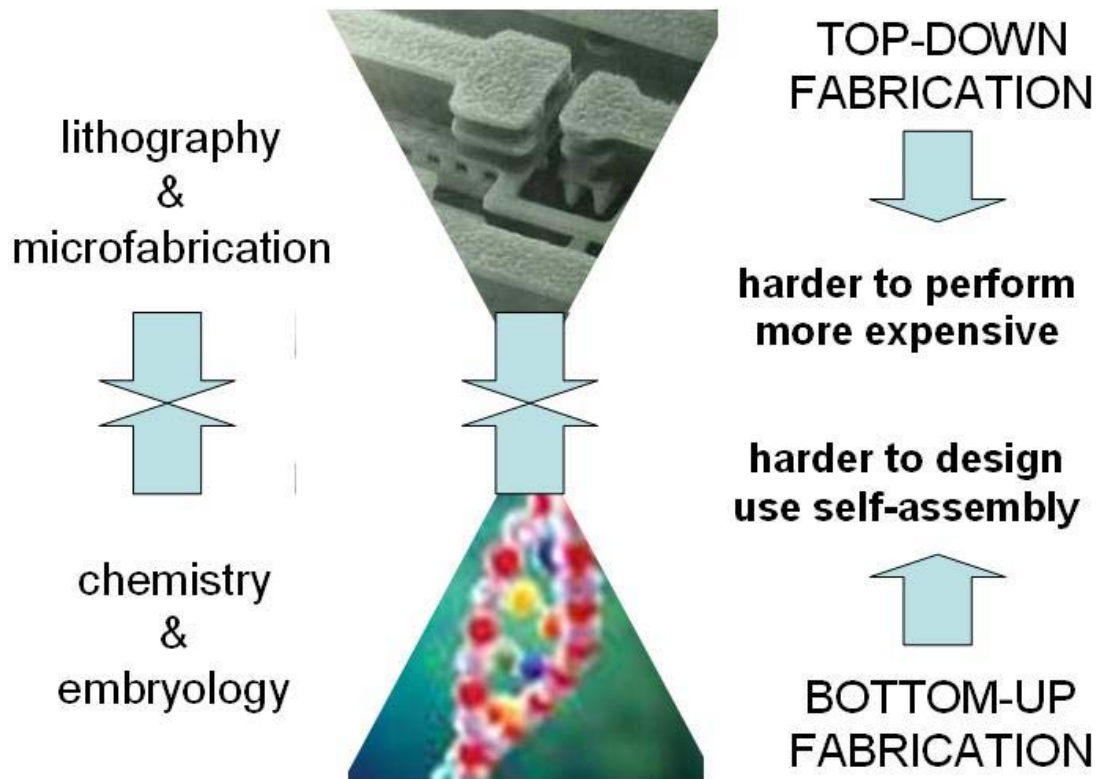 lithography
&
microfabrication
chemistry
&
embryology
TOP-DOWN
FABRICATION
harder to perform
more expensive
harder to design
use self-assembly
BOTTOM-UP
FABRICATION